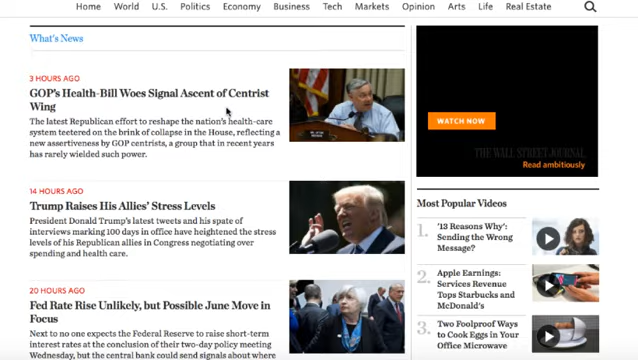 Home World U.S. Politics Economy Business Tech Markets Opinion Arts Life Real Estate
What's News
3 HOURS AGO
GOP's Health-Bill Woes Signal Ascent of Centrist
Wing
The latest Republican effort to reshape the nation's health-care
system teetered on the brink of collapse in the House, reflecting a
new assertiveness by GOP centrists, a group that in recent years
has rarely wielded such power.
14 HOURS AGO
Trump Raises His Allies' Stress Levels
President Donald Trump's latest tweets and his spate of
interviews marking 100 days in office have heightened the stress
levels of his Republican allies in Congress negotiating over
spending and health care.
20 HOURS AGO
Fed Rate Rise Unlikely, but Possible June Move in
Focus
Next to no one expects the Federal Reserve to raise short-term
interest rates at the conclusion of their two-day policy meeting
Wednesday, but the central bank could send signals about where
WATCH NOW
THE WALL STREET JOURNAL
Read ambitiously
Most Popular Videos
1. '13 Reasons Why':
Sending the Wrong
Message?
2. Apple Earnings:
Services Revenue
Tops Starbucks and
McDonald's
3. Two Foolproof Ways
to Cook Eggs in Your
Office Microwave